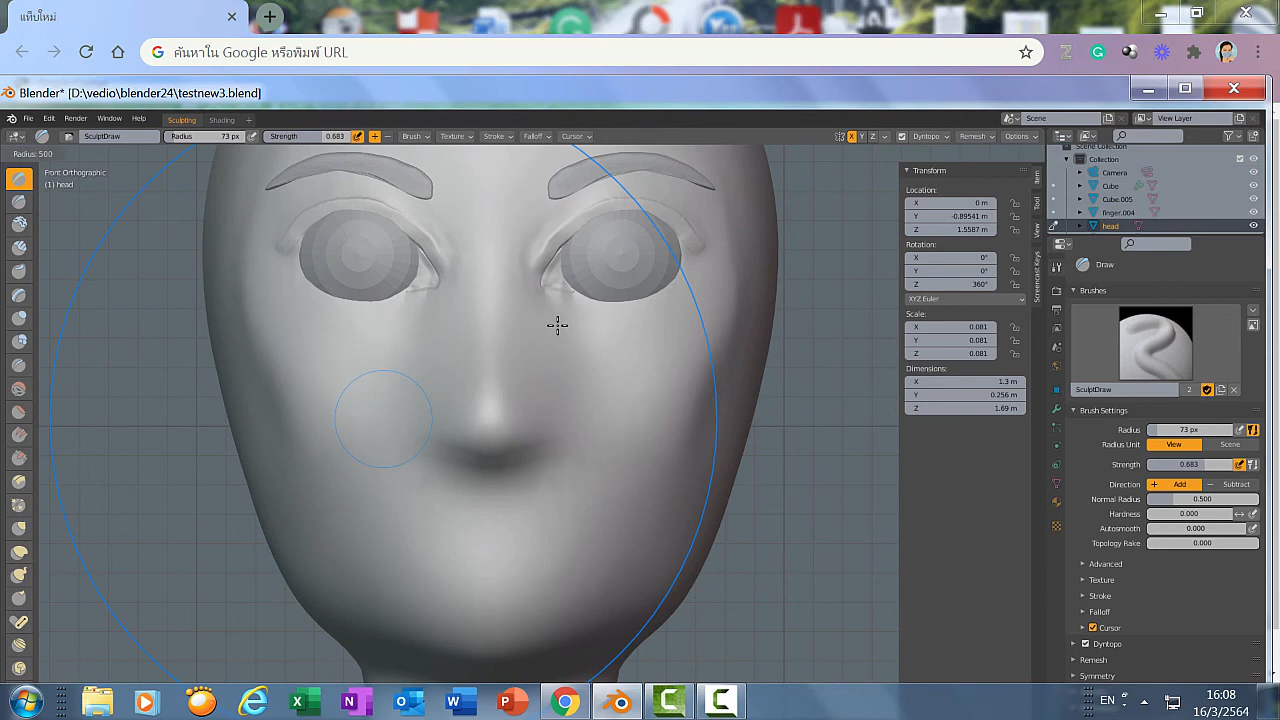 แท็บใหม่
ค้นหาใน Google หรือพิมพ์ URL
Blender* [D:\vedio\blender24\testnew3.blend]
File Edit Render Window Help Sculpting Shading + Scene View Layer
SculptDraw Radius 73 px Strength 0.683 Brush Texture Stroke Falloff Cursor X Y Z Dyntopo Remesh Options
Radius: 500
Front Orthographic
(1) head
Transform
Location:
X 0 m
Y -0.89541 m
Z 1.5587 m
Rotation:
X 0°
Y 0°
Z 360°
XYZ Euler
Scale:
X 0.081
Y 0.081
Z 0.081
Dimensions:
X 1.3 m
Y 0.256 m
Z 1.69 m
Item
Tool
View
Screencast Keys
Scene Collection
Collection
Camera
Cube
Cube.005
finger.004
head
Draw
Brushes
SculptDraw 2
Brush Settings
Radius 73 px
Radius Unit View Scene
Strength 0.683
Direction + Add − Subtract
Normal Radius 0.500
Hardness 0.000
Autosmooth 0.000
Topology Rake 0.000
Advanced
Texture
Stroke
Falloff
Cursor
Dyntopo
Remesh
Symmetry
EN 16:08
16/3/2564